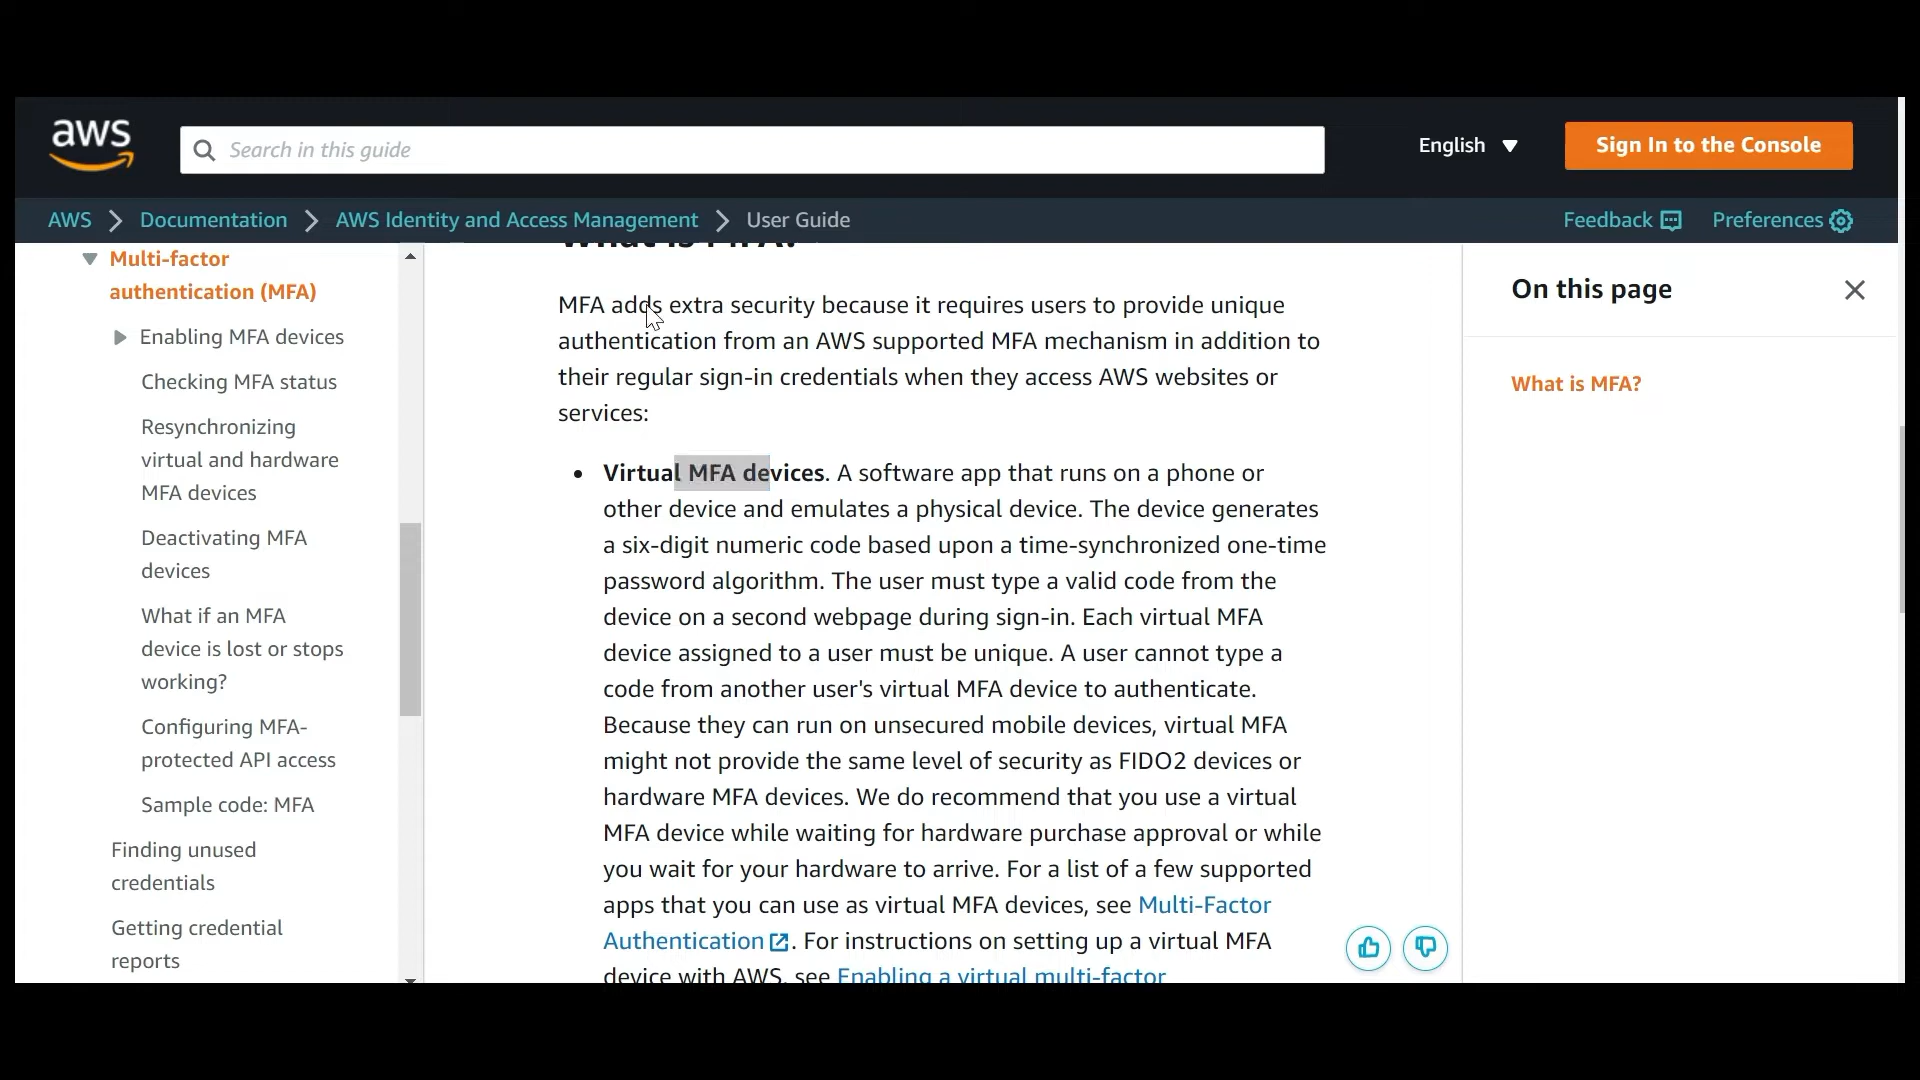 aws
Search in this guide
English
Sign In to the Console
AWS
Documentation
AWS Identity and Access Management
User Guide
Feedback
Preferences
Multi-factor
authentication (MFA)
Enabling MFA devices
Checking MFA status
Resynchronizing
virtual and hardware
MFA devices
Deactivating MFA
devices
What if an MFA
device is lost or stops
working?
Configuring MFA-
protected API access
Sample code: MFA
Finding unused
credentials
Getting credential
reports
What is MFA?
MFA adds extra security because it requires users to provide unique
authentication from an AWS supported MFA mechanism in addition to
their regular sign-in credentials when they access AWS websites or
services:
• Virtual MFA devices. A software app that runs on a phone or
other device and emulates a physical device. The device generates
a six-digit numeric code based upon a time-synchronized one-time
password algorithm. The user must type a valid code from the
device on a second webpage during sign-in. Each virtual MFA
device assigned to a user must be unique. A user cannot type a
code from another user's virtual MFA device to authenticate.
Because they can run on unsecured mobile devices, virtual MFA
might not provide the same level of security as FIDO2 devices or
hardware MFA devices. We do recommend that you use a virtual
MFA device while waiting for hardware purchase approval or while
you wait for your hardware to arrive. For a list of a few supported
apps that you can use as virtual MFA devices, see Multi-Factor
Authentication. For instructions on setting up a virtual MFA
device with AWS, see Enabling a virtual multi-factor
On this page
What is MFA?